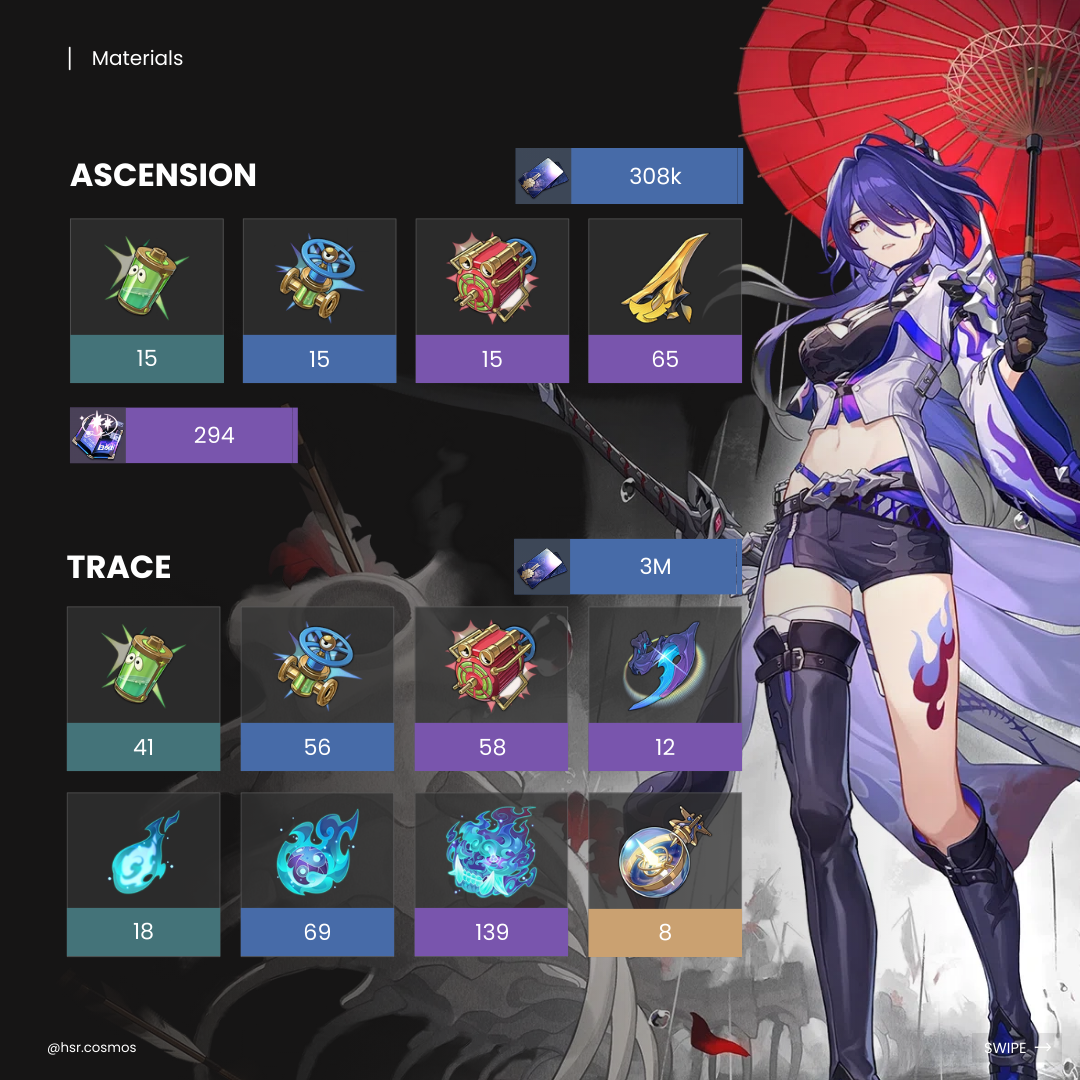 | Materials
ASCENSION
308k
15
15
15
65
294
TRACE
3M
41
56
58
12
18
69
139
8
@hsr.cosmos
SWIPE →